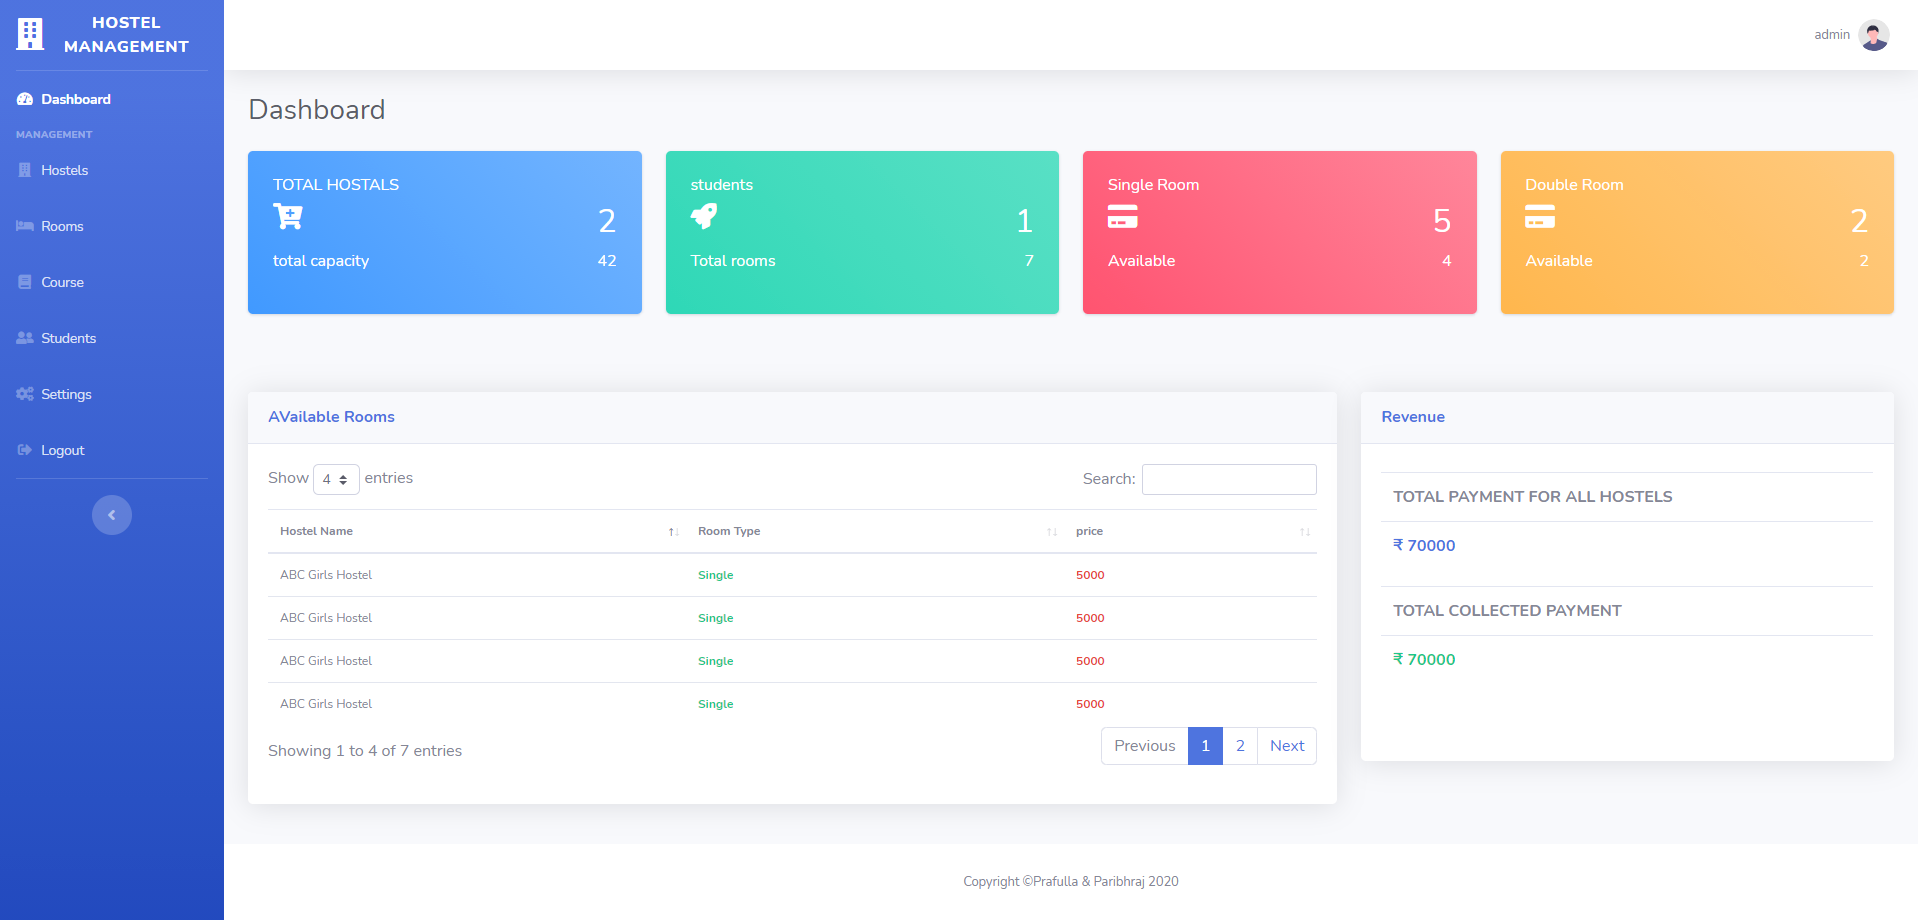 HOSTEL
MANAGEMENT
admin
Dashboard
MANAGEMENT
Hostels
Rooms
Course
Students
Settings
Logout
Dashboard
TOTAL HOSTALS
2
total capacity 42
students
1
Total rooms 7
Single Room
5
Available 4
Double Room
2
Available 2
AVailable Rooms
Show 4 entries Search:
Hostel Name Room Type price
ABC Girls Hostel Single 5000
ABC Girls Hostel Single 5000
ABC Girls Hostel Single 5000
ABC Girls Hostel Single 5000
Showing 1 to 4 of 7 entries
Previous 1 2 Next
Revenue
TOTAL PAYMENT FOR ALL HOSTELS
₹ 70000
TOTAL COLLECTED PAYMENT
₹ 70000
Copyright ©Prafulla & Paribhraj 2020